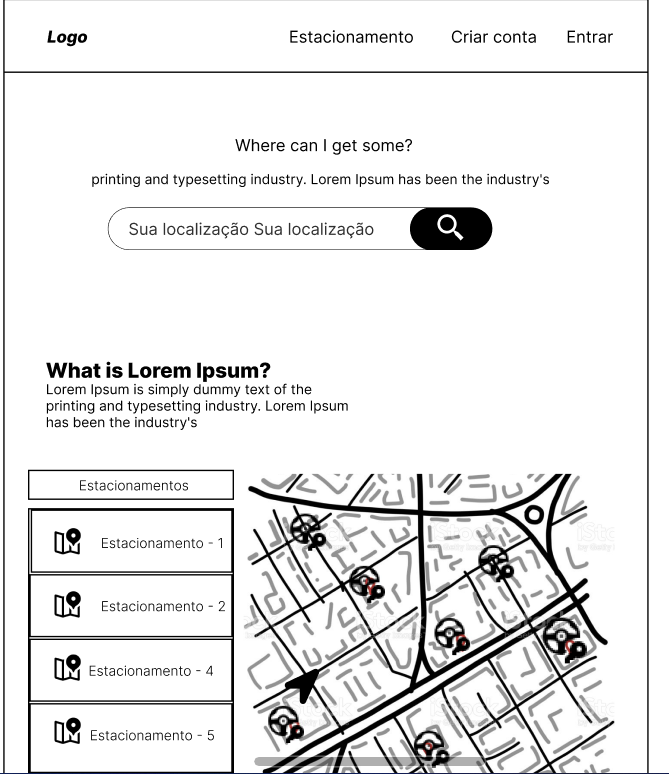 Logo
Estacionamento
Criar conta
Entrar
Where can I get some?
printing and typesetting industry. Lorem Ipsum has been the industry's
Sua localização Sua localização
What is Lorem Ipsum?
Lorem Ipsum is simply dummy text of the
printing and typesetting industry. Lorem Ipsum
has been the industry's
Estacionamentos
Estacionamento - 1
Estacionamento - 2
Estacionamento - 4
Estacionamento - 5